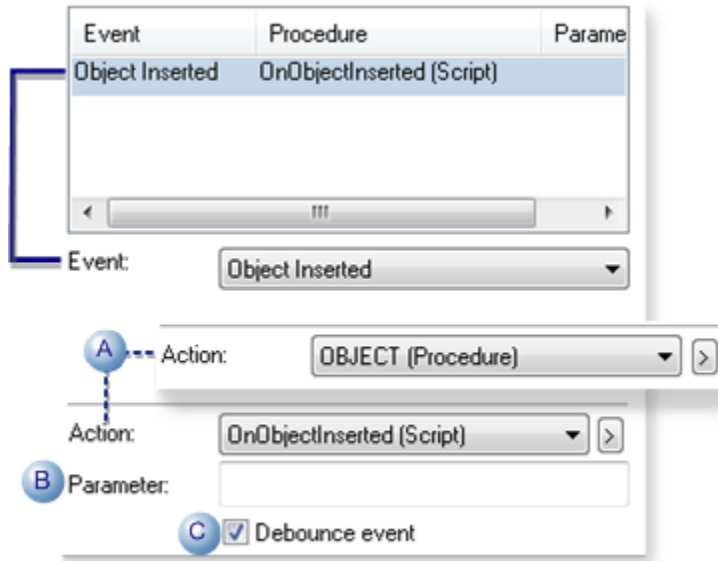 Event Procedure Parame
Object Inserted OnObjectInserted (Script)
Event: Object Inserted
A Action: OBJECT (Procedure) >
Action: OnObjectInserted (Script) >
B Parameter:
C Debounce event